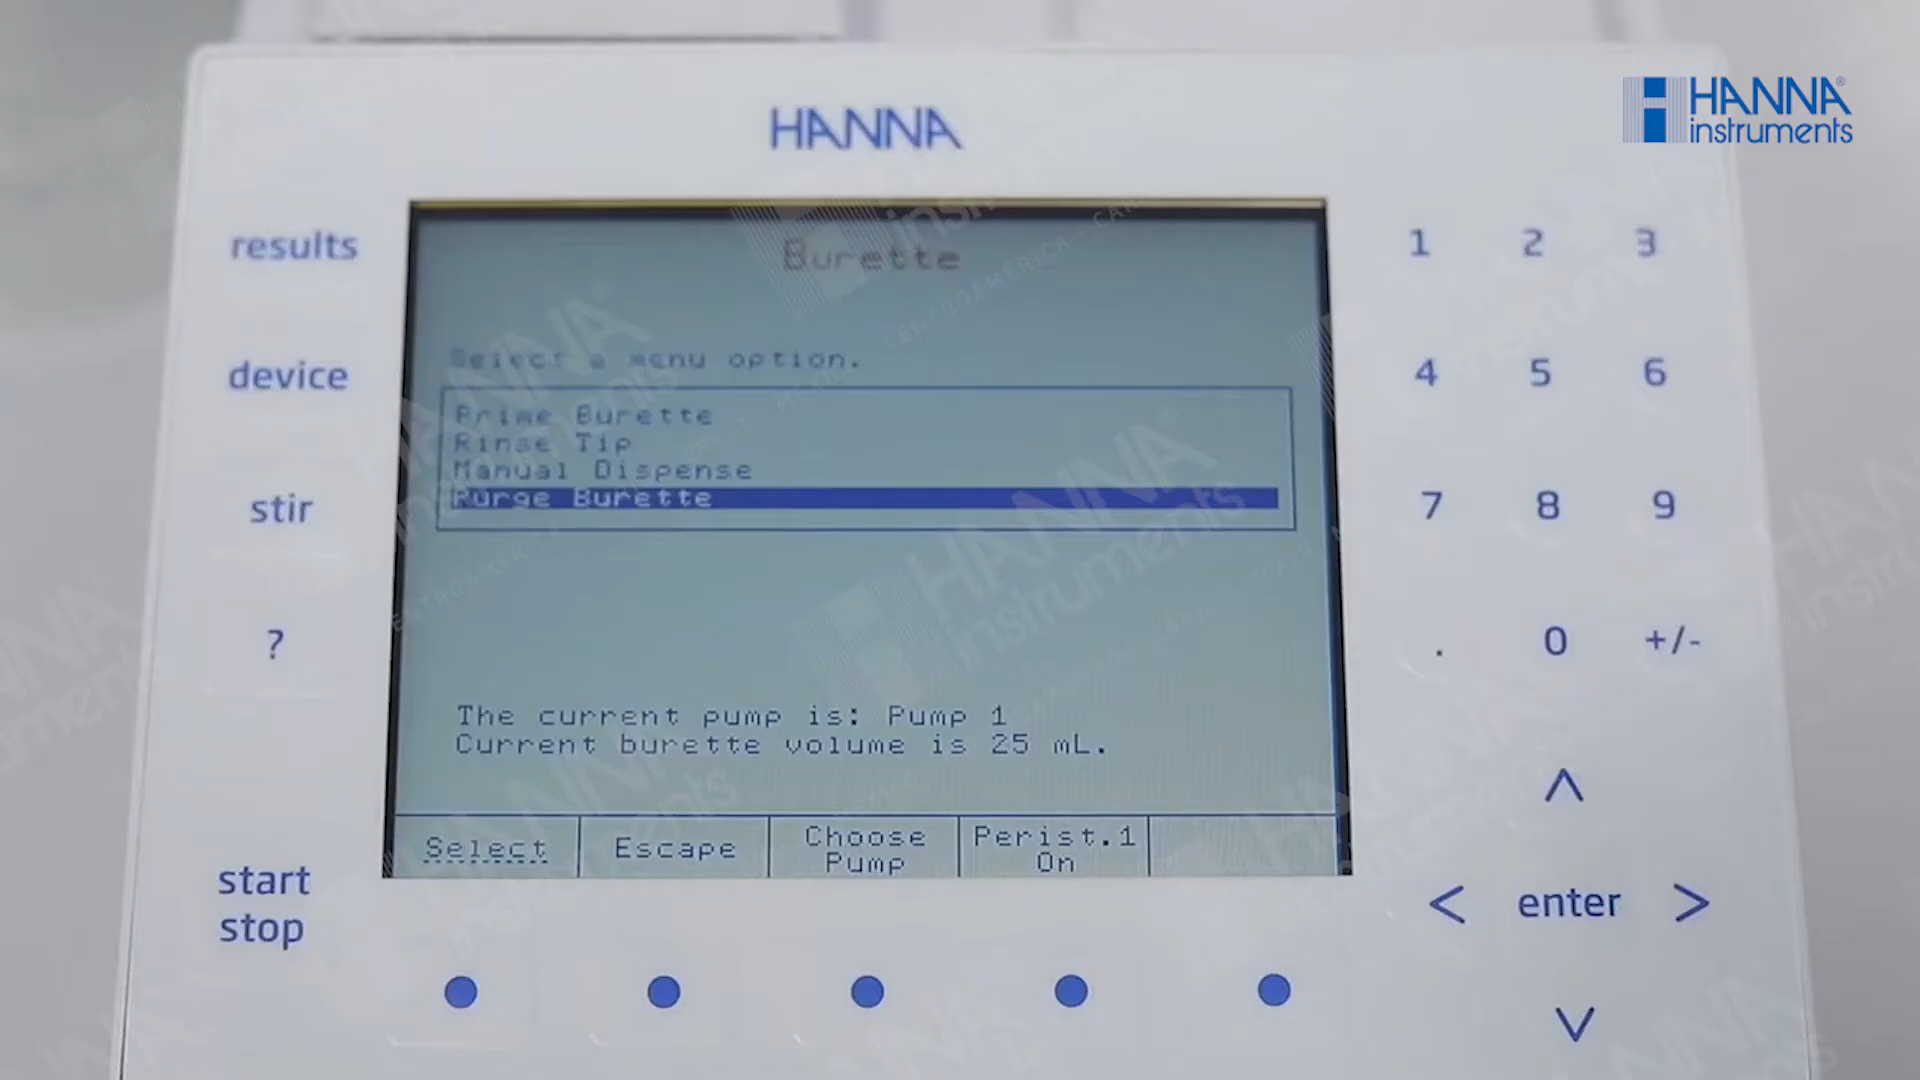 HANNA
HANNA
instruments
results
device
stir
?
start
stop
Burette
Select a menu option.
Prime Burette
Rinse Tip
Manual Dispense
Purge Burette
The current pump is: Pump 1
Current burette volume is 25 mL.
Select
Escape
Choose
Pump
Perist.1
On
1 2 3
4 5 6
7 8 9
. 0 +/-
< enter >
HANNA
instruments